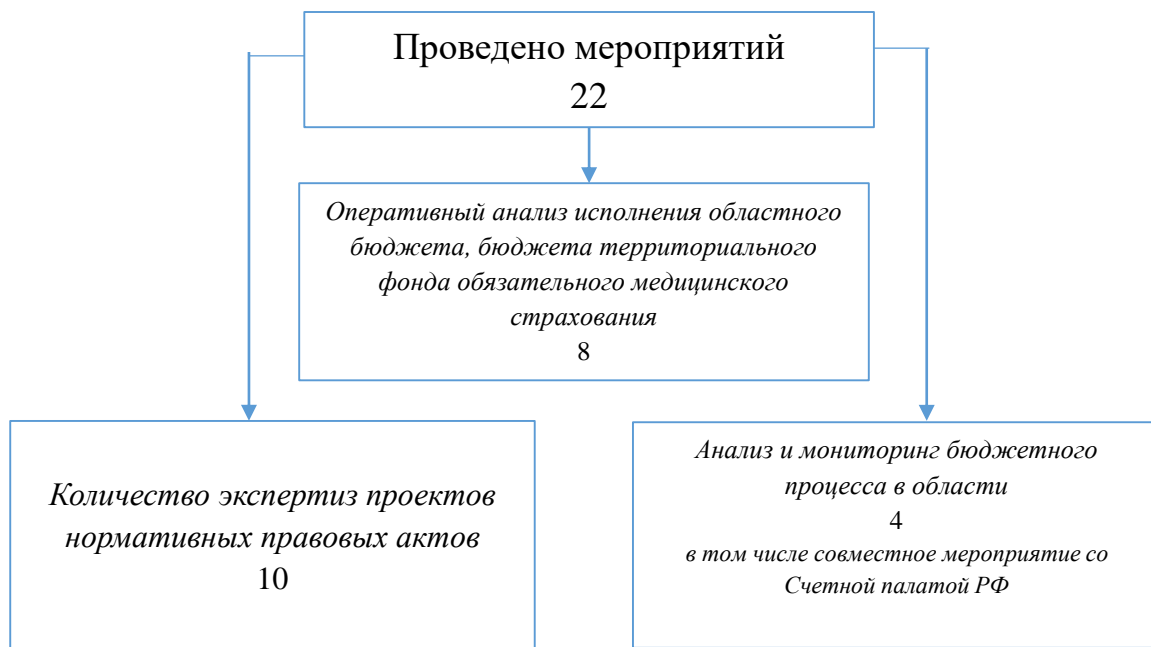 Проведено мероприятий
22
Оперативный анализ исполнения областного
бюджета, бюджета территориального
фонда обязательного медицинского
страхования
8
Количество экспертиз проектов
нормативных правовых актов
10
Анализ и мониторинг бюджетного
процесса в области
4
в том числе совместное мероприятие со
Счетной палатой РФ